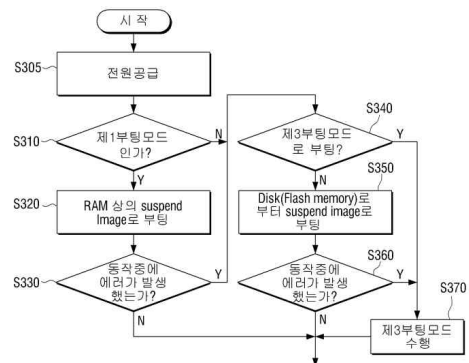 시 작
S305
전원공급
S310
제1부팅모드
인가?
N
Y
S320
RAM 상의 suspend
Image로 부팅
S330
동작중에
에러가 발생
했는가?
Y
N
S340
제3부팅모드
로 부팅?
Y
N
S350
Disk(Flash memory)로
부터 suspend image로
부팅
S360
동작중에
에러가 발생
했는가?
Y
N
S370
제3부팅모드
수행